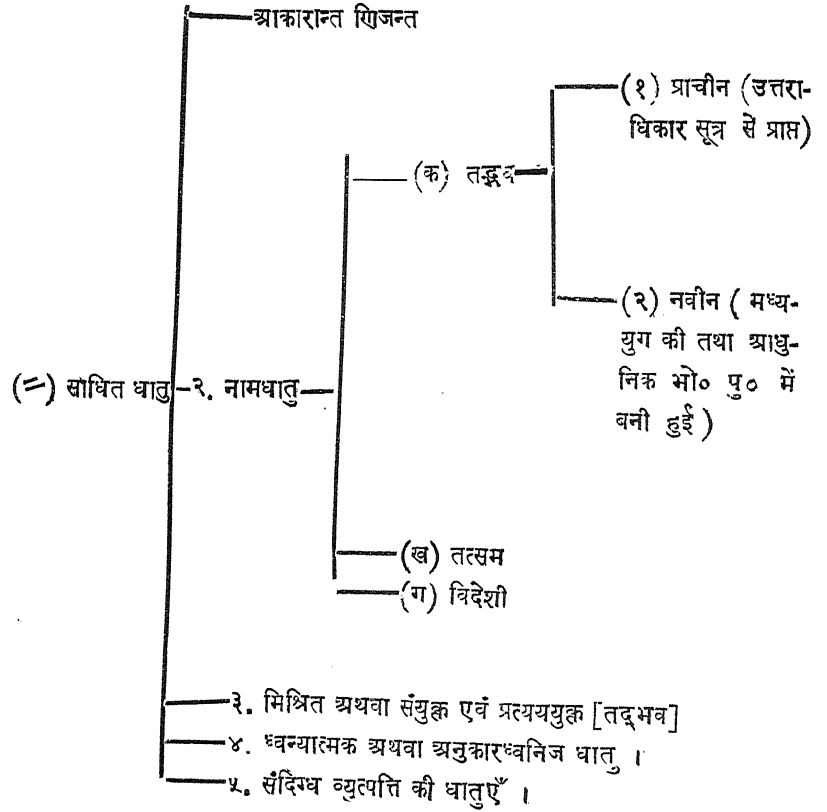 आकारान्त णिजन्त
(१) प्राचीन (उत्तरा-
धिकार सूत्र से प्राप्त)
(क) तद्भव
(२) नवीन ( मध्य-
युग की तथा आधु-
निक भो० पु० में
बनी हुई )
(=) साधित धातु
२. नामधातु
(ख) तत्सम
(ग) विदेशी
३. मिश्रित अथवा संयुक्त एवं प्रत्यययुक्त [तद्भव]
४. ध्वन्यात्मक अथवा अनुकारध्वनिज धातु ।
५. संदिग्ध व्युत्पत्ति की धातुएँ ।